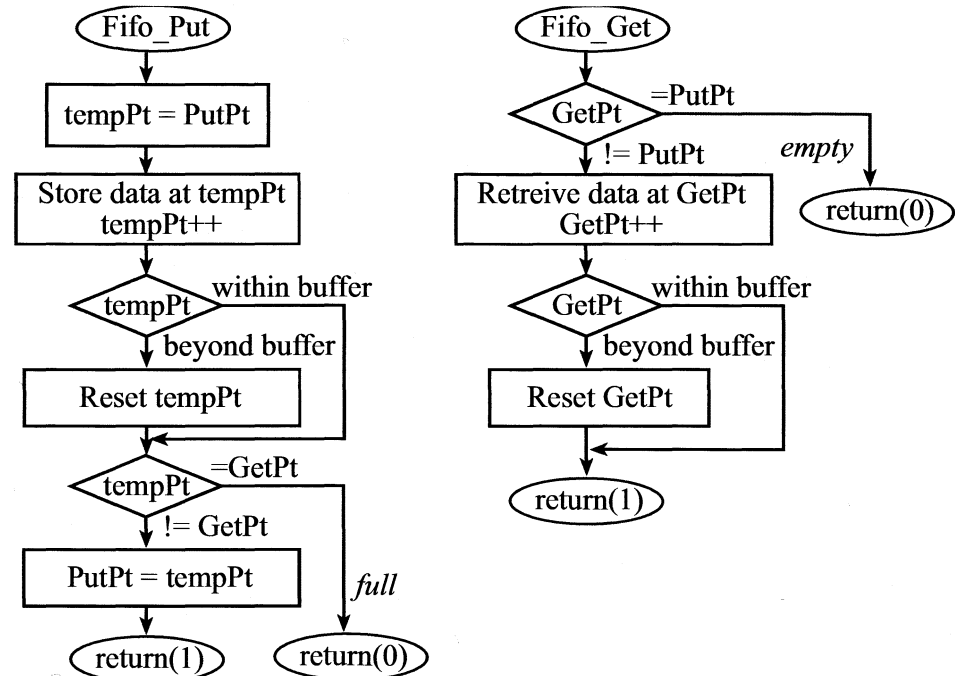 Fifo_Put
tempPt = PutPt
Store data at tempPt
tempPt++
tempPt
within buffer
beyond buffer
Reset tempPt
tempPt
=GetPt
!= GetPt
PutPt = tempPt
full
return(1)
return(0)
Fifo_Get
GetPt
=PutPt
!= PutPt
empty
return(0)
Retreive data at GetPt
GetPt++
GetPt
within buffer
beyond buffer
Reset GetPt
return(1)